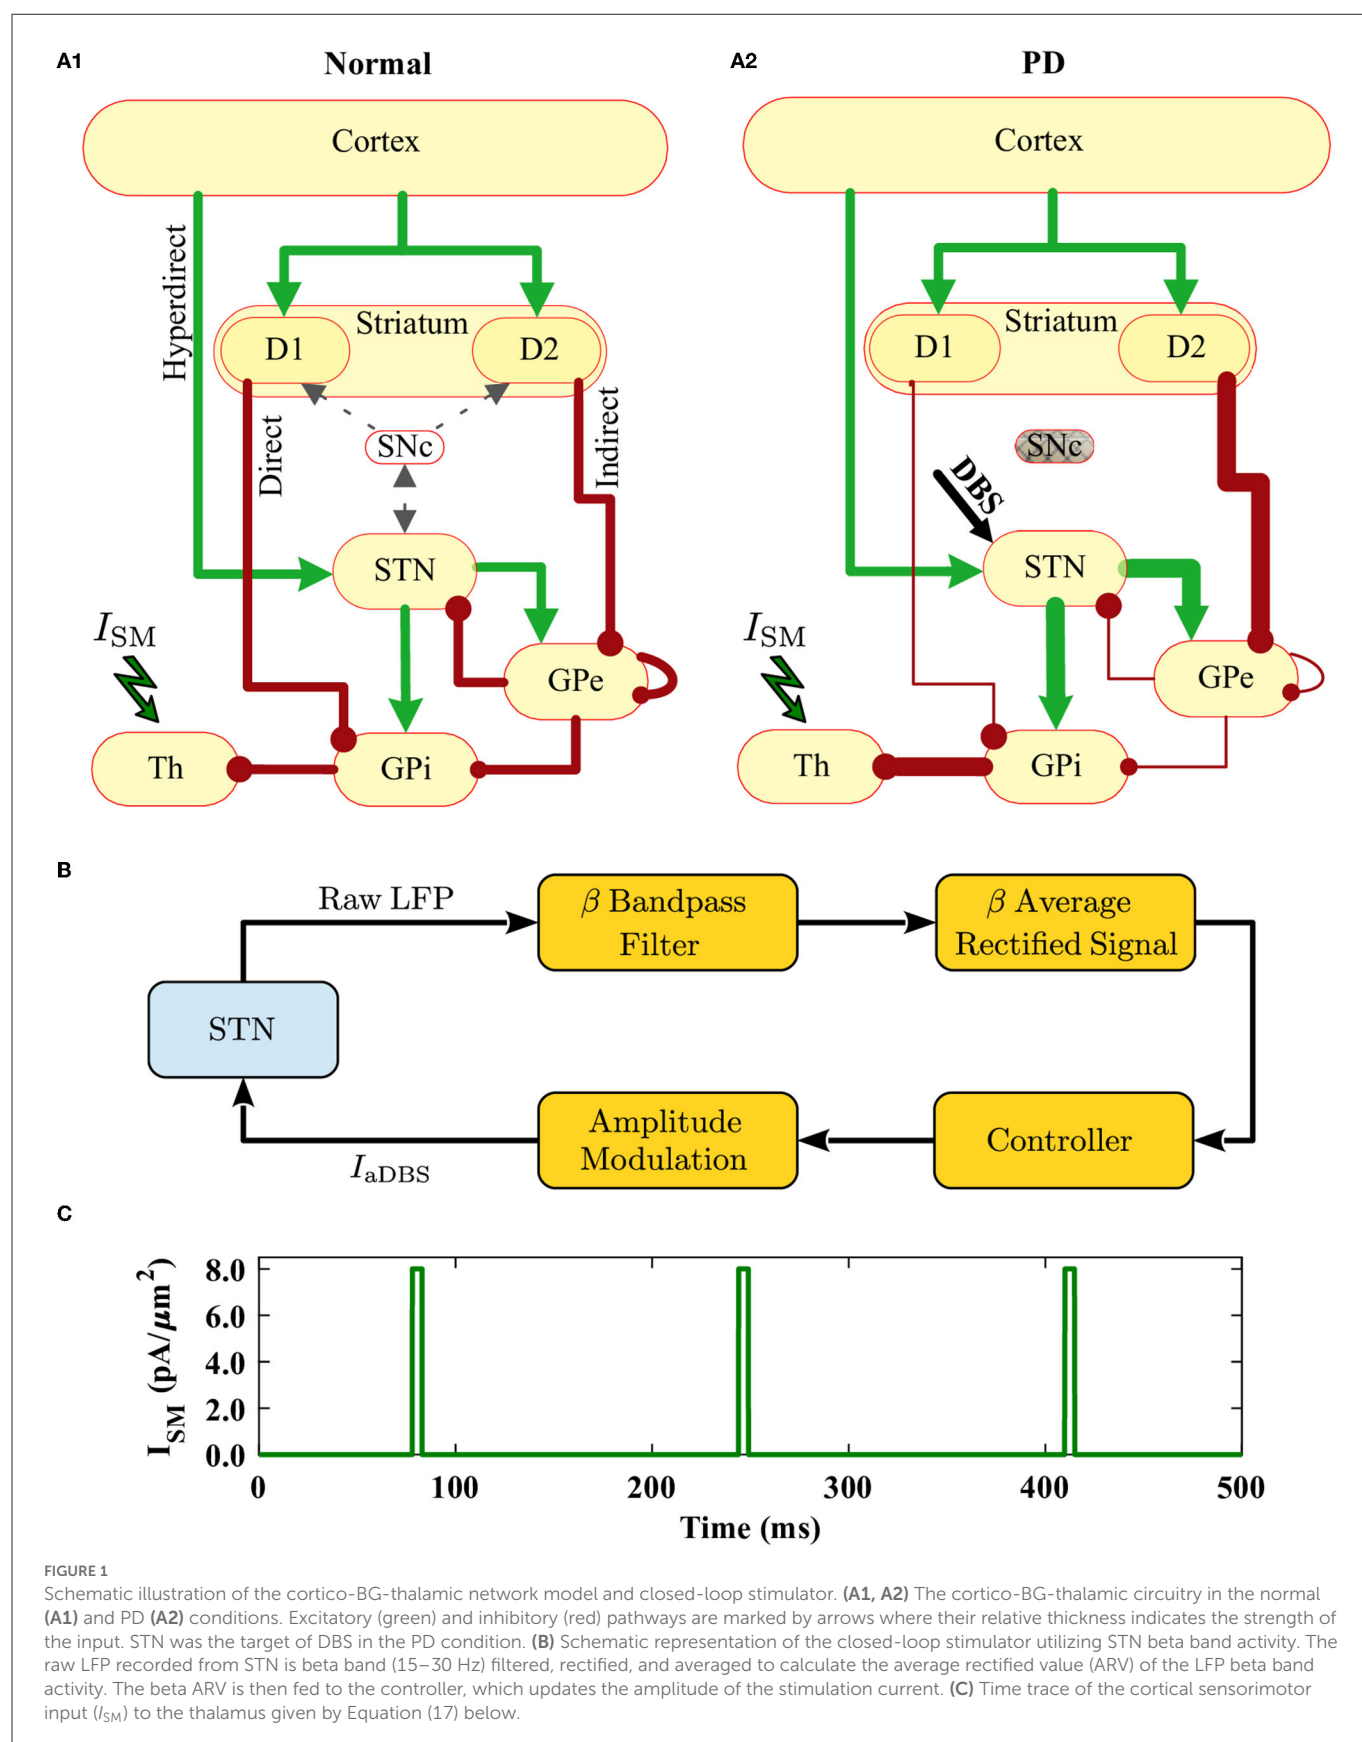 A1
Normal
Cortex
Hyperdirect
Striatum
D1
D2
Direct
SNc
Indirect
STN
I_SM
GPe
Th
GPi
A2
PD
Cortex
Striatum
D1
D2
SNc
DBS
STN
I_SM
GPe
Th
GPi
B
Raw LFP
β Bandpass
Filter
β Average
Rectified Signal
STN
Amplitude
Modulation
Controller
I_aDBS
C
I_SM (pA/μm²)
8.0
6.0
4.0
2.0
0.0
0 100 200 300 400 500
Time (ms)
FIGURE 1
Schematic illustration of the cortico-BG-thalamic network model and closed-loop stimulator. (A1, A2) The cortico-BG-thalamic circuitry in the normal
(A1) and PD (A2) conditions. Excitatory (green) and inhibitory (red) pathways are marked by arrows where their relative thickness indicates the strength of
the input. STN was the target of DBS in the PD condition. (B) Schematic representation of the closed-loop stimulator utilizing STN beta band activity. The
raw LFP recorded from STN is beta band (15–30 Hz) filtered, rectified, and averaged to calculate the average rectified value (ARV) of the LFP beta band
activity. The beta ARV is then fed to the controller, which updates the amplitude of the stimulation current. (C) Time trace of the cortical sensorimotor
input (I_SM) to the thalamus given by Equation (17) below.